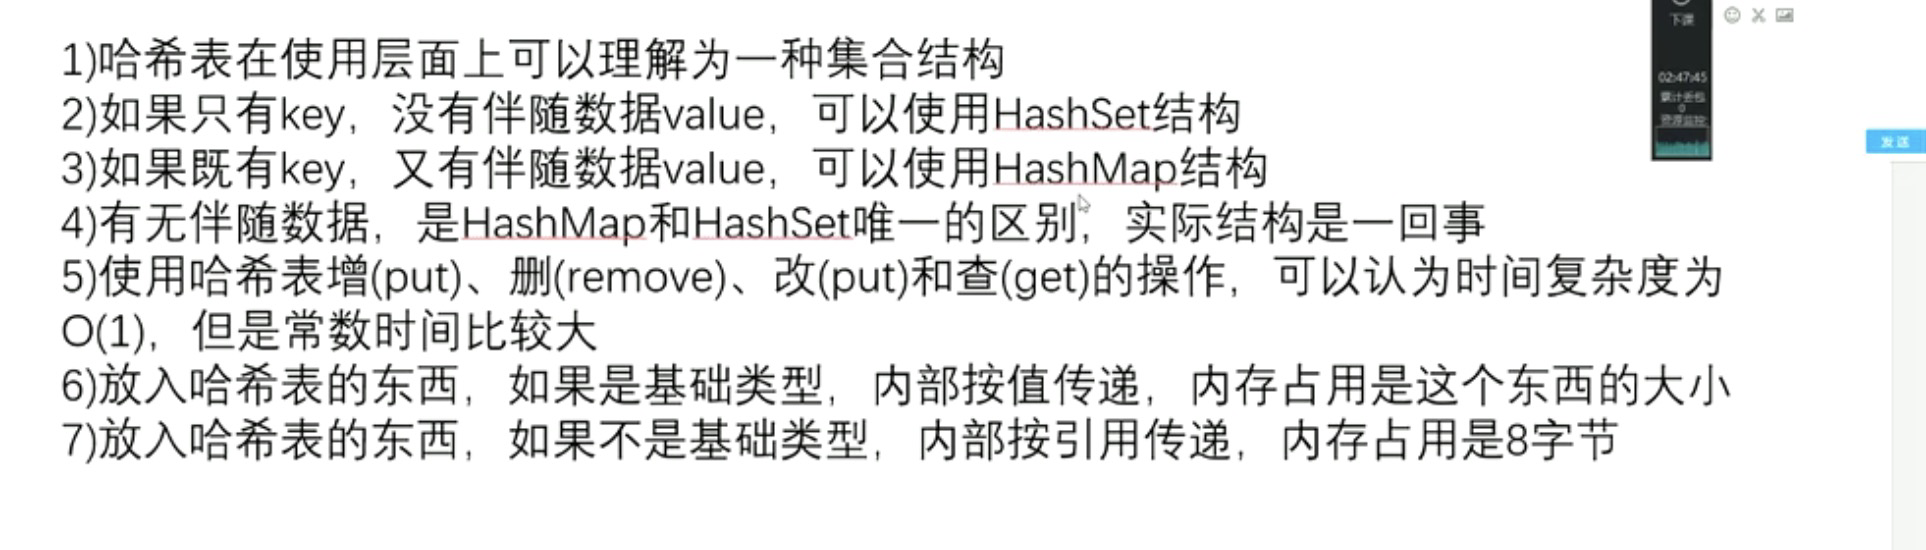 1)哈希表在使用层面上可以理解为一种集合结构
2)如果只有key，没有伴随数据value，可以使用HashSet结构
3)如果既有key，又有伴随数据value，可以使用HashMap结构
4)有无伴随数据，是HashMap和HashSet唯一的区别，实际结构是一回事
5)使用哈希表增(put)、删(remove)、改(put)和查(get)的操作，可以认为时间复杂度为
O(1)，但是常数时间比较大
6)放入哈希表的东西，如果是基础类型，内部按值传递，内存占用是这个东西的大小
7)放入哈希表的东西，如果不是基础类型，内部按引用传递，内存占用是8字节
下课
02:47:45
累计丢包
0
发送